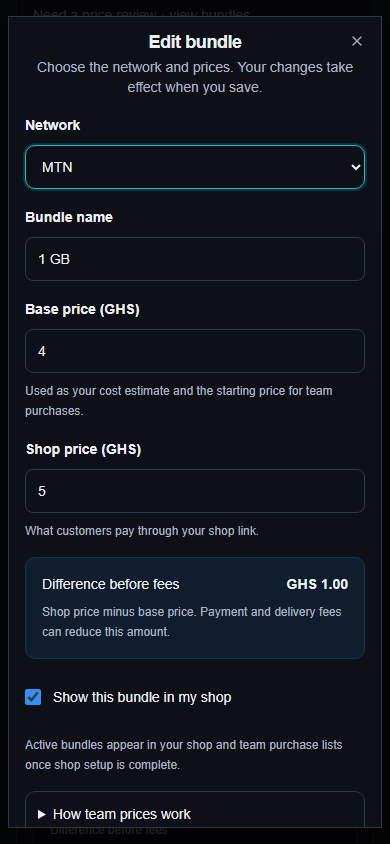 Need a price review · view bundles
Edit bundle
Choose the network and prices. Your changes take
effect when you save.
Network
MTN
Bundle name
1 GB
Base price (GHS)
4
Used as your cost estimate and the starting price for team
purchases.
Shop price (GHS)
5
What customers pay through your shop link.
Difference before fees GHS 1.00
Shop price minus base price. Payment and delivery fees
can reduce this amount.
Show this bundle in my shop
Active bundles appear in your shop and team purchase lists
once shop setup is complete.
How team prices work
Difference before fees